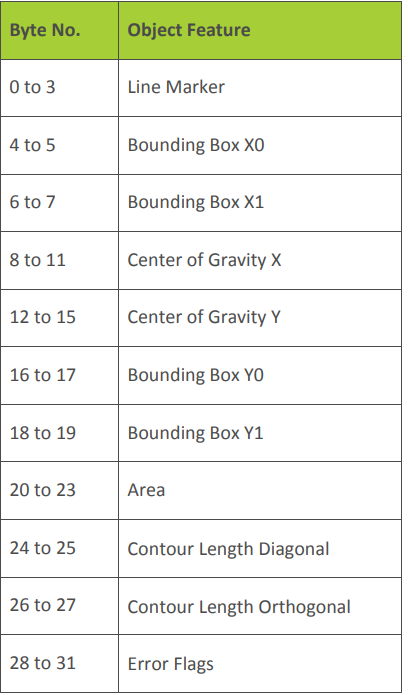 Byte No. Object Feature
0 to 3 Line Marker
4 to 5 Bounding Box X0
6 to 7 Bounding Box X1
8 to 11 Center of Gravity X
12 to 15 Center of Gravity Y
16 to 17 Bounding Box Y0
18 to 19 Bounding Box Y1
20 to 23 Area
24 to 25 Contour Length Diagonal
26 to 27 Contour Length Orthogonal
28 to 31 Error Flags